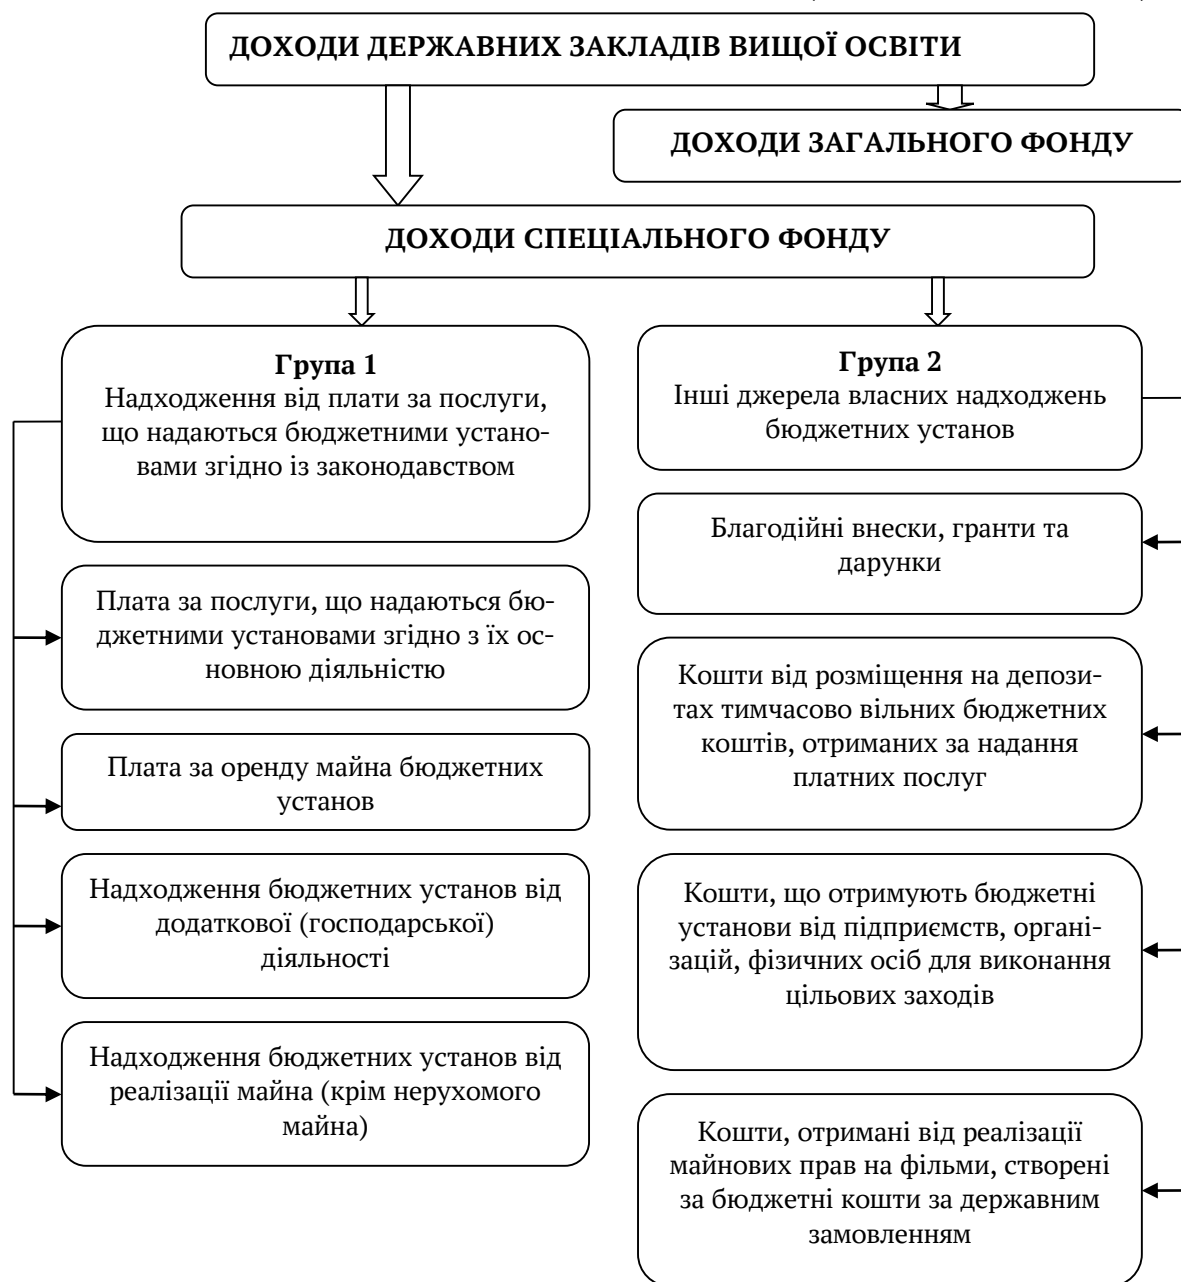 ДОХОДИ ДЕРЖАВНИХ ЗАКЛАДІВ ВИЩОЇ ОСВІТИ
ДОХОДИ ЗАГАЛЬНОГО ФОНДУ
ДОХОДИ СПЕЦІАЛЬНОГО ФОНДУ
Група 1
Надходження від плати за послуги,
що надаються бюджетними устано-
вами згідно із законодавством
Плата за послуги, що надаються бю-
джетними установами згідно з їх ос-
новною діяльністю
Плата за оренду майна бюджетних
установ
Надходження бюджетних установ від
додаткової (господарської)
діяльності
Надходження бюджетних установ від
реалізації майна (крім нерухомого
майна)
Група 2
Інші джерела власних надходжень
бюджетних установ
Благодійні внески, гранти та
дарунки
Кошти від розміщення на депози-
тах тимчасово вільних бюджетних
коштів, отриманих за надання
платних послуг
Кошти, що отримують бюджетні
установи від підприємств, органі-
зацій, фізичних осіб для виконання
цільових заходів
Кошти, отримані від реалізації
майнових прав на фільми, створені
за бюджетні кошти за державним
замовленням